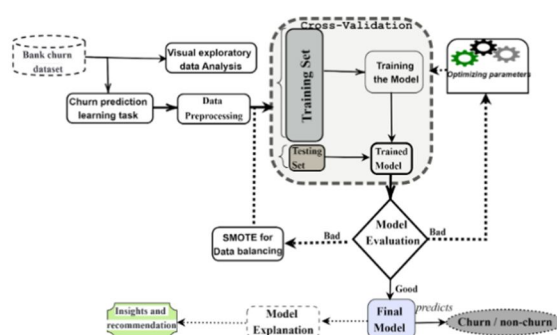 Cross-Validation
Bank churn
dataset
Visual exploratory
data Analysis
Churn prediction
learning task
Data
Preprocessing
Training Set
Training
the Model
Optimizing parameters
Testing
Set
Trained
Model
SMOTE for
Data balancing
Bad
Model
Evaluation
Bad
Good
Insights and
recommendation
Model
Explanation
Final
Model
predicts
Churn / non-churn